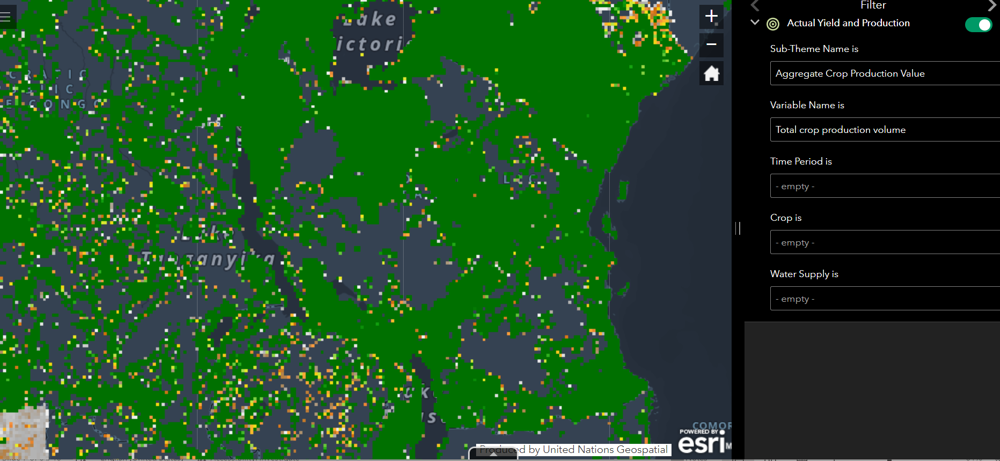 Lake
ictori
CRATIC
LIC
E CONGO
Lake
Tanganyika
COMOR
POWERED BY
esri
Produced by United Nations Geospatial
Filter
Actual Yield and Production
Sub-Theme Name is
Aggregate Crop Production Value
Variable Name is
Total crop production volume
Time Period is
- empty -
Crop is
- empty -
Water Supply is
- empty -